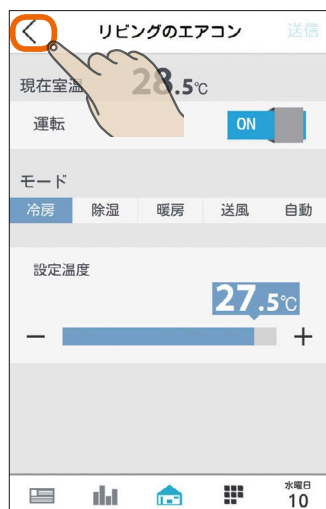 リビングのエアコン 送信
現在室温 28.5℃
運転 ON
モード
冷房 除湿 暖房 送風 自動
設定温度
27.5℃
− +
水曜日
10